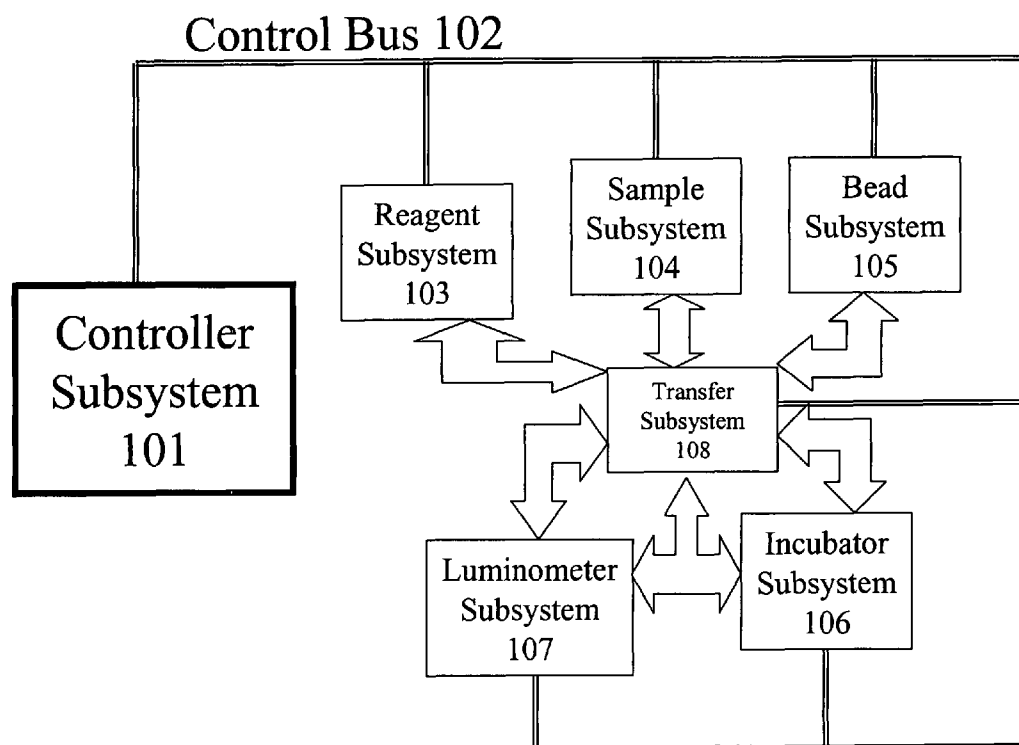 Control Bus 102
Reagent
Subsystem
103
Sample
Subsystem
104
Bead
Subsystem
105
Controller
Subsystem
101
Transfer
Subsystem
108
Luminometer
Subsystem
107
Incubator
Subsystem
106